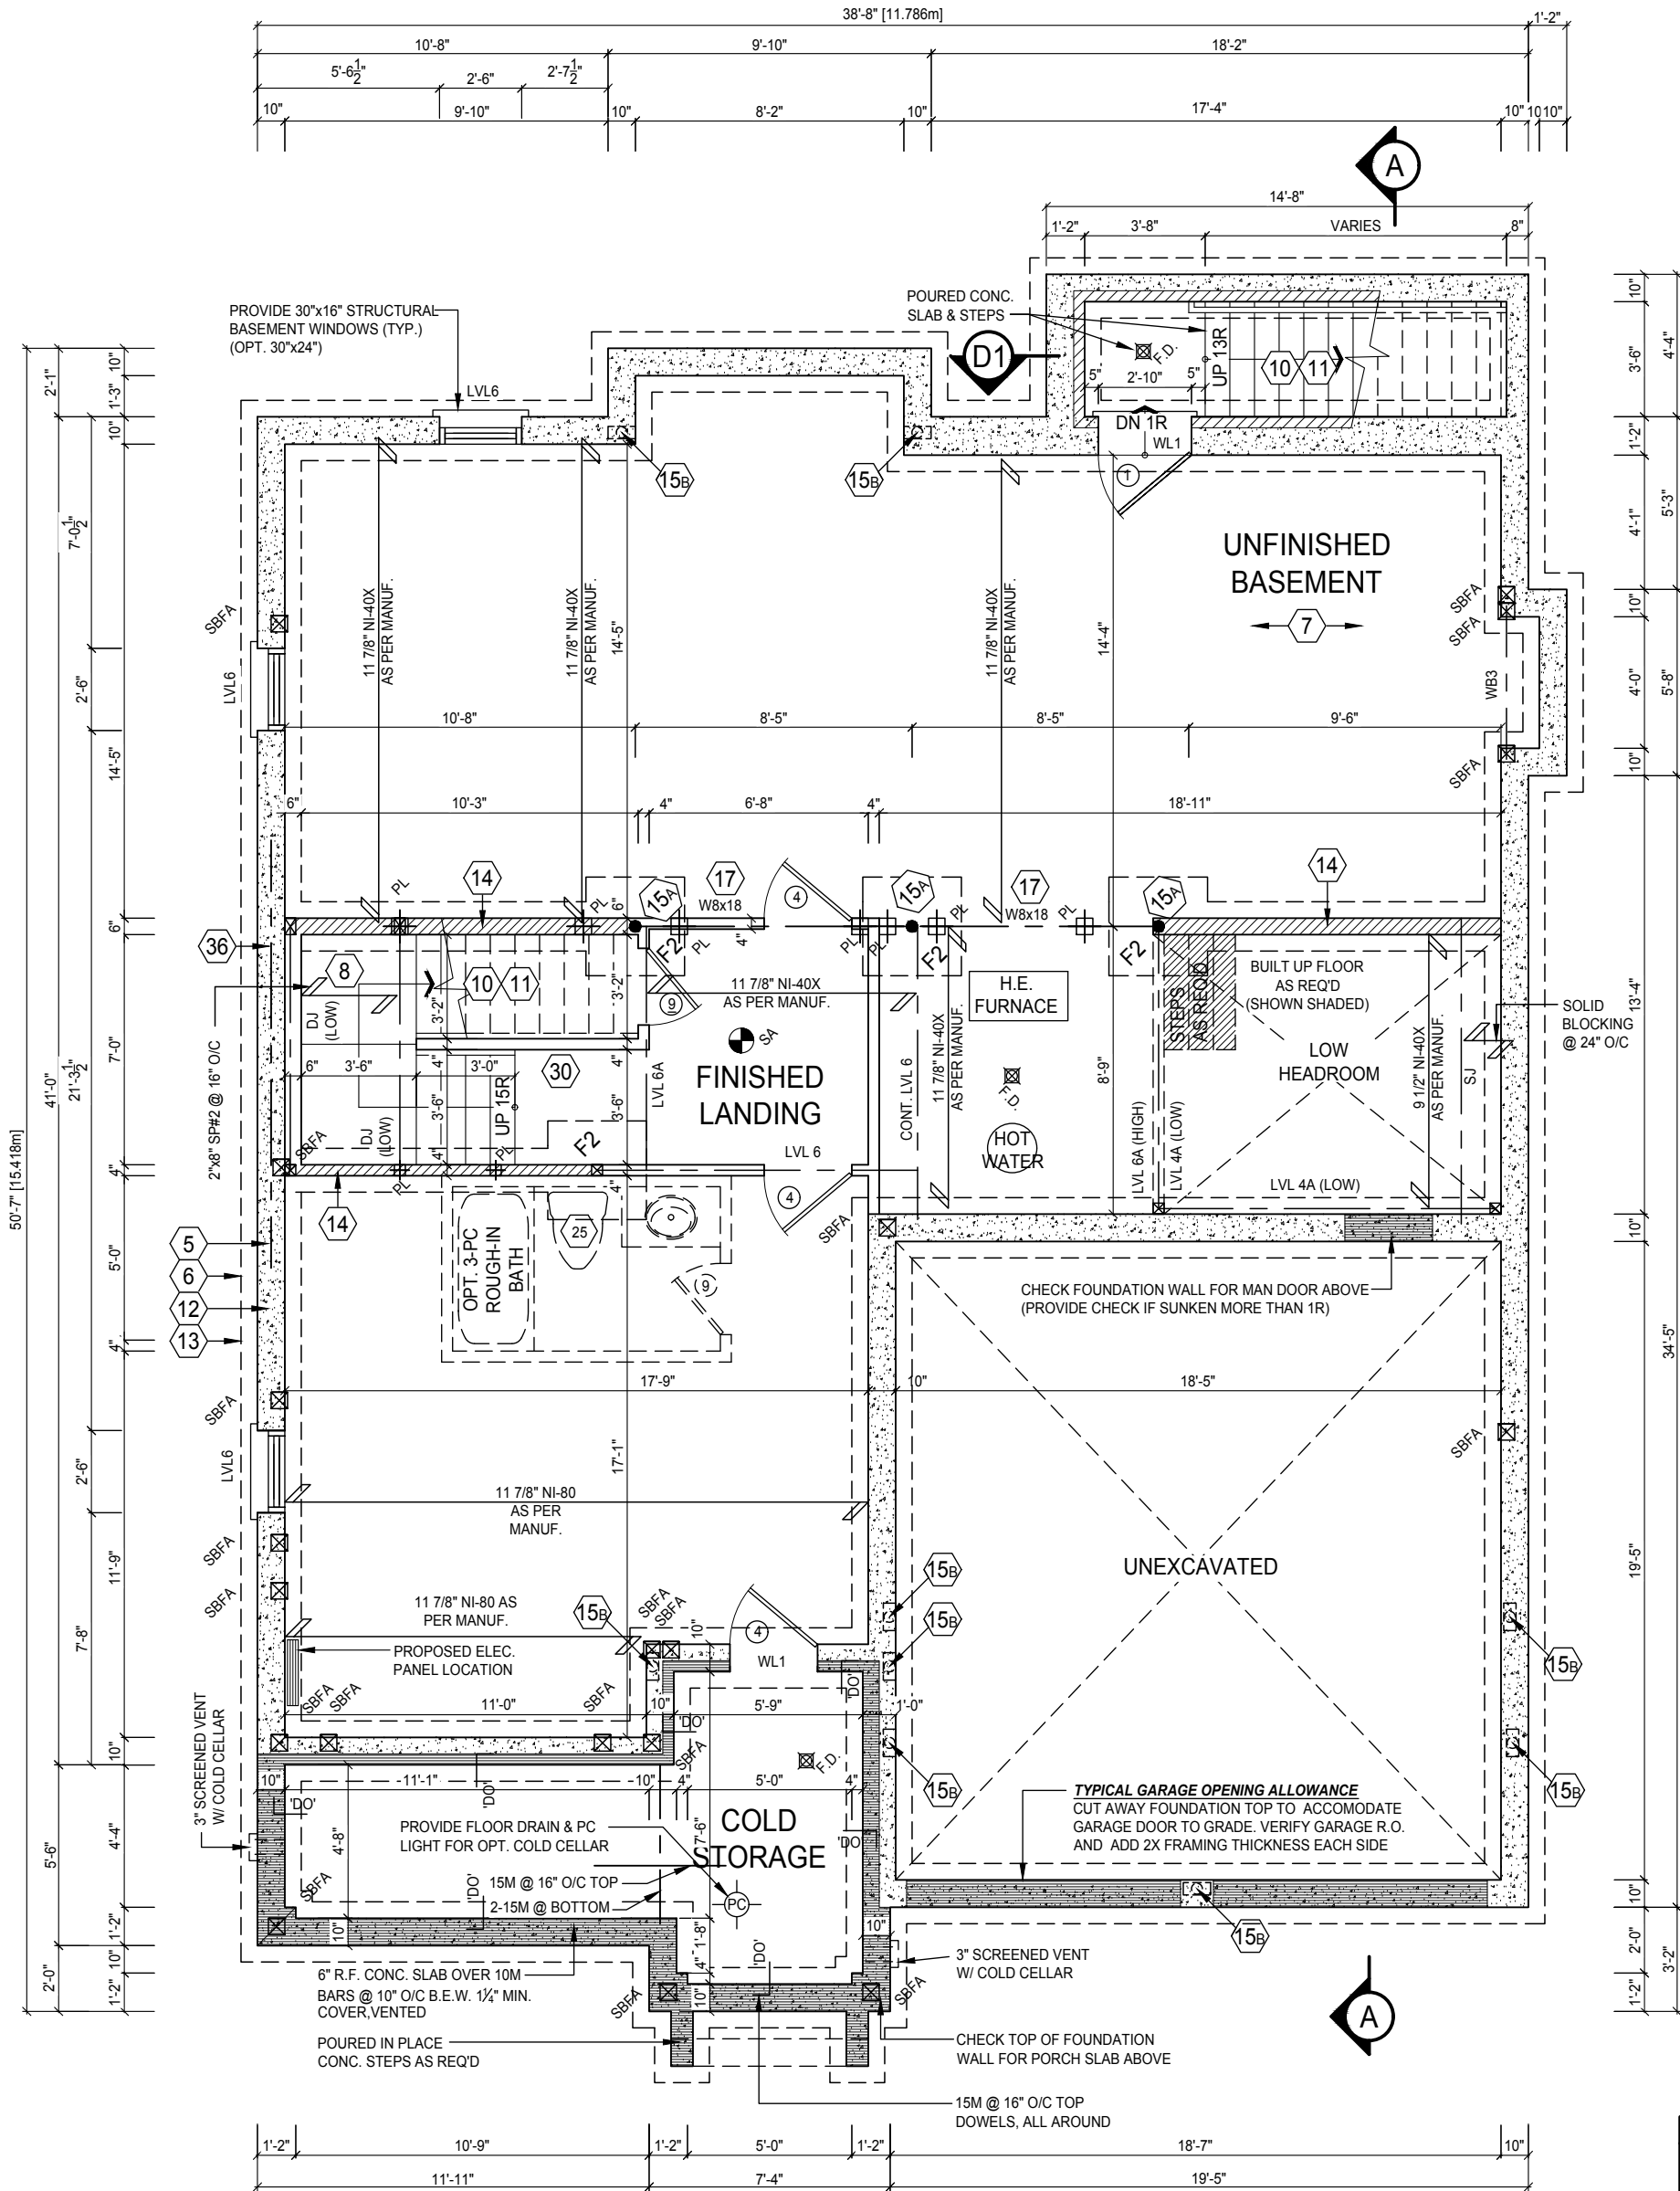 38'-8" [11.786m]
1'-2"
10'-8"
9'-10"
18'-2"
5'-6½"
2'-6"
2'-7½"
10"
9'-10"
10"
8'-2"
10"
17'-4"
10"
10"
10"
A
14'-8"
1'-2"
3'-8"
VARIES
8"
PROVIDE 30"x16" STRUCTURAL
BASEMENT WINDOWS (TYP.)
(OPT. 30"x24")
LVL6
POURED CONC.
SLAB & STEPS
D1
F.D.
UP 13R
10
11
5"
2'-10"
5"
DN 1R
WL1
1
15B
15B
10"
3'-6"
4'-4"
1'-2"
4'-1"
5'-3"
10"
4'-0"
5'-8"
10"
13'-4"
10"
34'-5"
19'-5"
10"
2'-0"
3'-2"
1'-2"
50'-7" [15.418m]
2'-1"
41'-0"
5'-6"
2'-0"
7'-0½"
2'-6"
21'-3½"
2'-6"
7'-8"
10"
1'-3"
10"
14'-5"
6"
7'-0"
4"
5'-0"
4"
11'-9"
10"
4'-4"
1'-2"
10"
1'-2"
UNFINISHED
BASEMENT
7
11 7/8" NI-40X
AS PER MANUF.
11 7/8" NI-40X
AS PER MANUF.
14'-5"
11 7/8" NI-40X
AS PER MANUF.
14'-4"
SBFA
LVL6
SBFA
SBFA
WB3
SBFA
10'-8"
8'-5"
8'-5"
9'-6"
6"
10'-3"
4"
6'-8"
4"
18'-11"
PL
14
PL
15A
17
W8x18
4
15A
17
W8x18
PL
15A
14
6"
PL
4"
PL
PL
PL
F2
F2
F2
36
8
DJ
(LOW)
10
11
3'-2"
3'-2"
9
11 7/8" NI-40X
AS PER MANUF.
SA
FINISHED
LANDING
H.E.
FURNACE
STEPS
AS REQ'D
BUILT UP FLOOR
AS REQ'D
(SHOWN SHADED)
LOW
HEADROOM
SOLID
BLOCKING
@ 24" O/C
SJ
9 1/2" NI-40X
AS PER MANUF.
2"x8" SP#2 @ 16" O/C
6"
3'-6"
4"
3'-0"
30
4"
3'-6"
3'-6"
UP 15R
DJ
(LOW)
SBFA
4"
PL
PL
F2
LVL 6A
LVL 6
CONT. LVL 6
11 7/8" NI-40X
AS PER MANUF.
F.D.
HOT
WATER
8'-9"
LVL 6A (HIGH)
LVL 4A (LOW)
LVL 4A (LOW)
14
4"
4
SBFA
OPT. 3-PC
ROUGH-IN
BATH
25
9
5
6
12
13
CHECK FOUNDATION WALL FOR MAN DOOR ABOVE
(PROVIDE CHECK IF SUNKEN MORE THAN 1R)
17'-9"
10"
18'-5"
SBFA
LVL6
17'-1"
SBFA
11 7/8" NI-80
AS PER
MANUF.
SBFA
SBFA
UNEXCAVATED
11 7/8" NI-80 AS
PER MANUF.
15B
SBFA
SBFA
10"
4
WL1
15B
15B
15B
15B
15B
PROPOSED ELEC.
PANEL LOCATION
SBFA
SBFA
11'-0"
SBFA
10"
5'-9"
'DO'
1'-0"
'DO'
3" SCREENED VENT
W/ COLD CELLAR
10"
11'-1"
10"
4"
5'-0"
4"
SBFA
F.D.
'DO'
'DO'
4'-8"
PROVIDE FLOOR DRAIN & PC
LIGHT FOR OPT. COLD CELLAR
7'-6"
COLD
STORAGE
'DO'
TYPICAL GARAGE OPENING ALLOWANCE
CUT AWAY FOUNDATION TOP TO ACCOMODATE
GARAGE DOOR TO GRADE. VERIFY GARAGE R.O.
AND ADD 2X FRAMING THICKNESS EACH SIDE
SBFA
'DO'
15M @ 16" O/C TOP
2-15M @ BOTTOM
PC
15B
10"
1'-8"
10"
4"
'DO'
10"
6" R.F. CONC. SLAB OVER 10M
BARS @ 10" O/C B.E.W. 1¼" MIN.
COVER,VENTED
SBFA
SBFA
3" SCREENED VENT
W/ COLD CELLAR
A
POURED IN PLACE
CONC. STEPS AS REQ'D
CHECK TOP OF FOUNDATION
WALL FOR PORCH SLAB ABOVE
15M @ 16" O/C TOP
DOWELS, ALL AROUND
1'-2"
10'-9"
1'-2"
5'-0"
1'-2"
18'-7"
10"
11'-11"
7'-4"
19'-5"